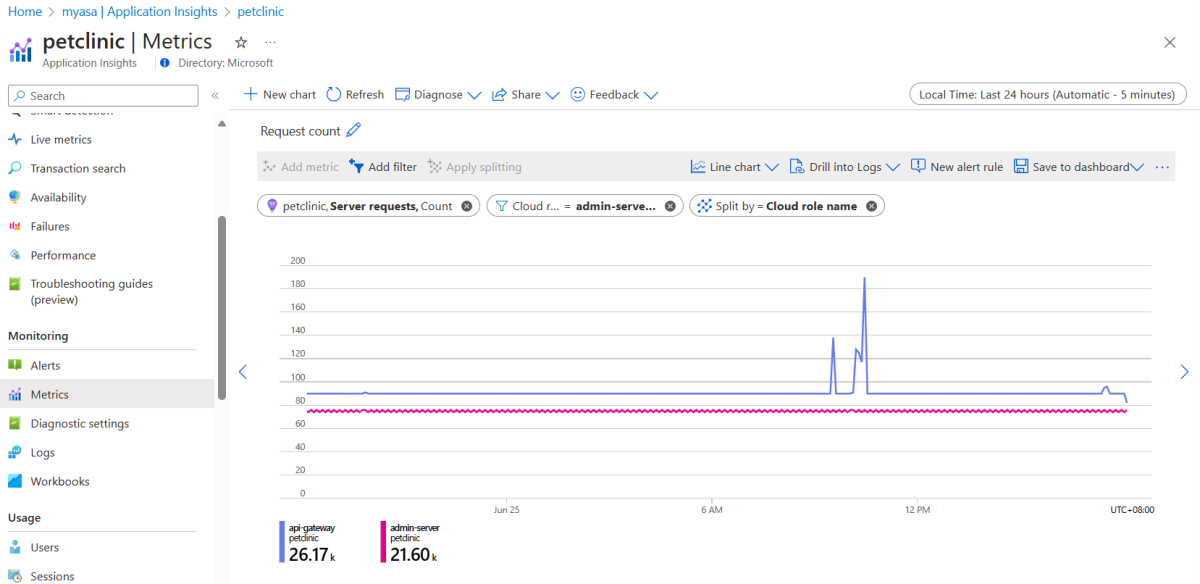 Home > myasa | Application Insights > petclinic
petclinic | Metrics ☆ ...
Application Insights
Directory: Microsoft
Search
«
Smart detection
Live metrics
Transaction search
Availability
Failures
Performance
Troubleshooting guides
(preview)
Monitoring
Alerts
Metrics
Diagnostic settings
Logs
Workbooks
Usage
Users
Sessions
New chart Refresh Diagnose Share Feedback
Local Time: Last 24 hours (Automatic - 5 minutes)
Request count
Add metric Add filter Apply splitting Line chart Drill into Logs New alert rule Save to dashboard ...
petclinic, Server requests, Count Cloud r... = admin-serve... Split by = Cloud role name
200
180
160
140
120
100
80
60
40
20
0
Jun 25 6 AM 12 PM UTC+08:00
api-gateway
petclinic
26.17 k
admin-server
petclinic
21.60 k